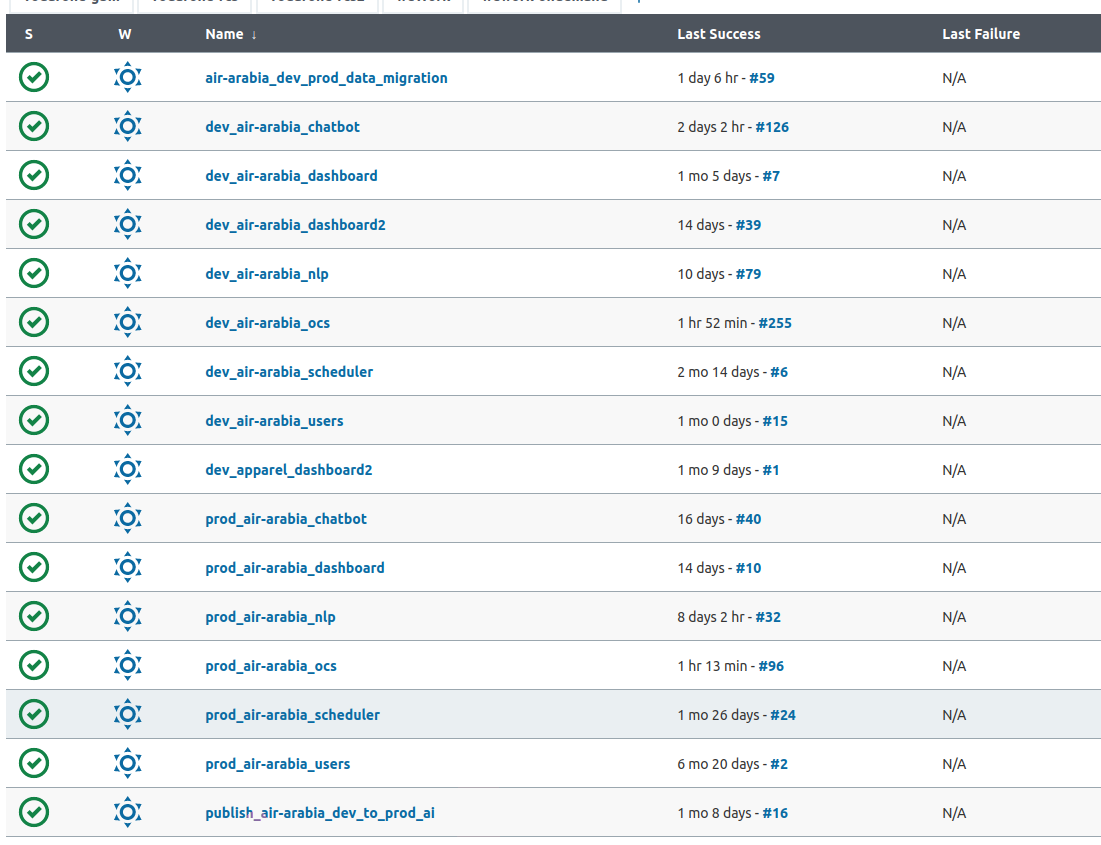 S W Name ↓ Last Success Last Failure
air-arabia_dev_prod_data_migration 1 day 6 hr - #59 N/A
dev_air-arabia_chatbot 2 days 2 hr - #126 N/A
dev_air-arabia_dashboard 1 mo 5 days - #7 N/A
dev_air-arabia_dashboard2 14 days - #39 N/A
dev_air-arabia_nlp 10 days - #79 N/A
dev_air-arabia_ocs 1 hr 52 min - #255 N/A
dev_air-arabia_scheduler 2 mo 14 days - #6 N/A
dev_air-arabia_users 1 mo 0 days - #15 N/A
dev_apparel_dashboard2 1 mo 9 days - #1 N/A
prod_air-arabia_chatbot 16 days - #40 N/A
prod_air-arabia_dashboard 14 days - #10 N/A
prod_air-arabia_nlp 8 days 2 hr - #32 N/A
prod_air-arabia_ocs 1 hr 13 min - #96 N/A
prod_air-arabia_scheduler 1 mo 26 days - #24 N/A
prod_air-arabia_users 6 mo 20 days - #2 N/A
publish_air-arabia_dev_to_prod_ai 1 mo 8 days - #16 N/A